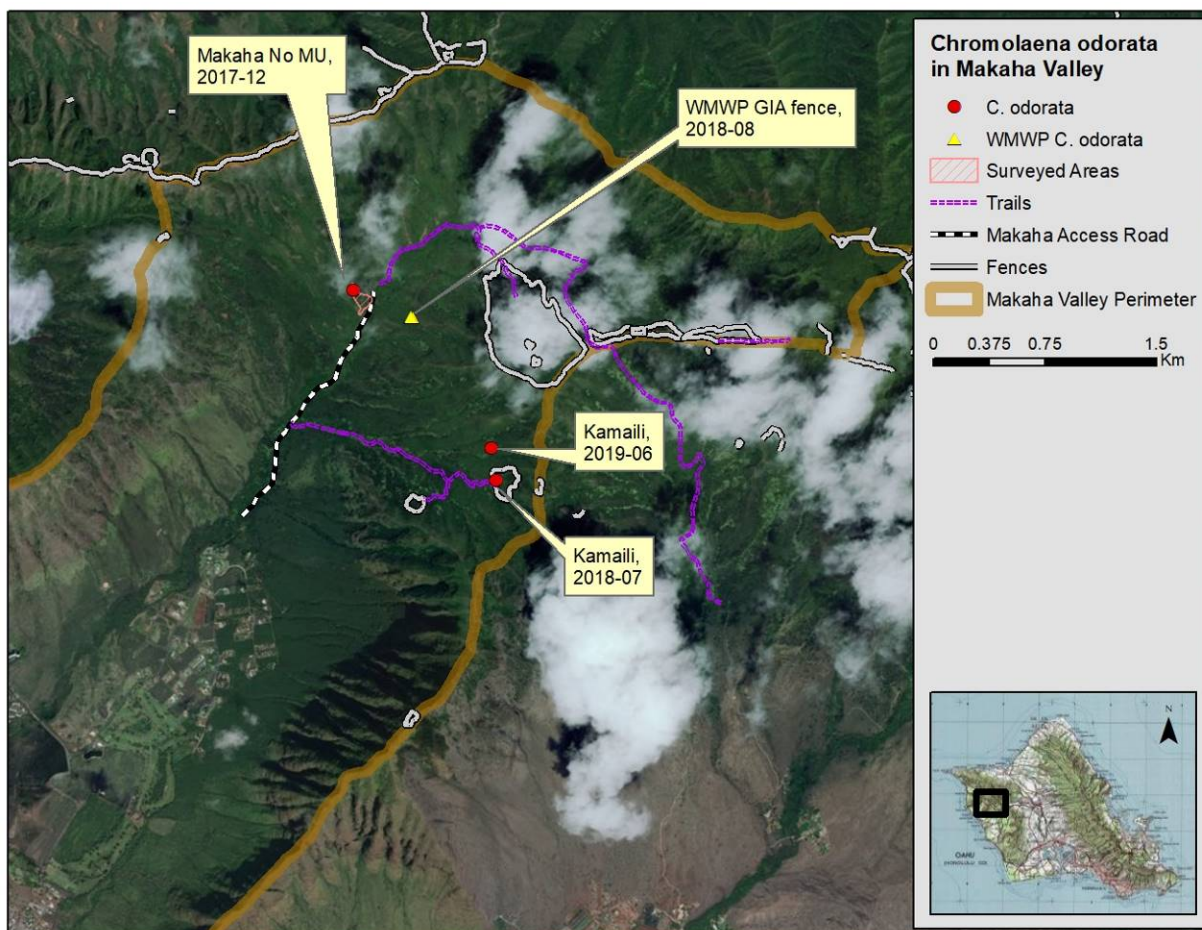 Makaha No MU,
2017-12
WMWP GIA fence,
2018-08
Kamaili,
2019-06
Kamaili,
2018-07
Chromolaena odorata
in Makaha Valley
C. odorata
WMWP C. odorata
Surveyed Areas
Trails
Makaha Access Road
Fences
Makaha Valley Perimeter
0 0.375 0.75 1.5
Km
N
OAHU